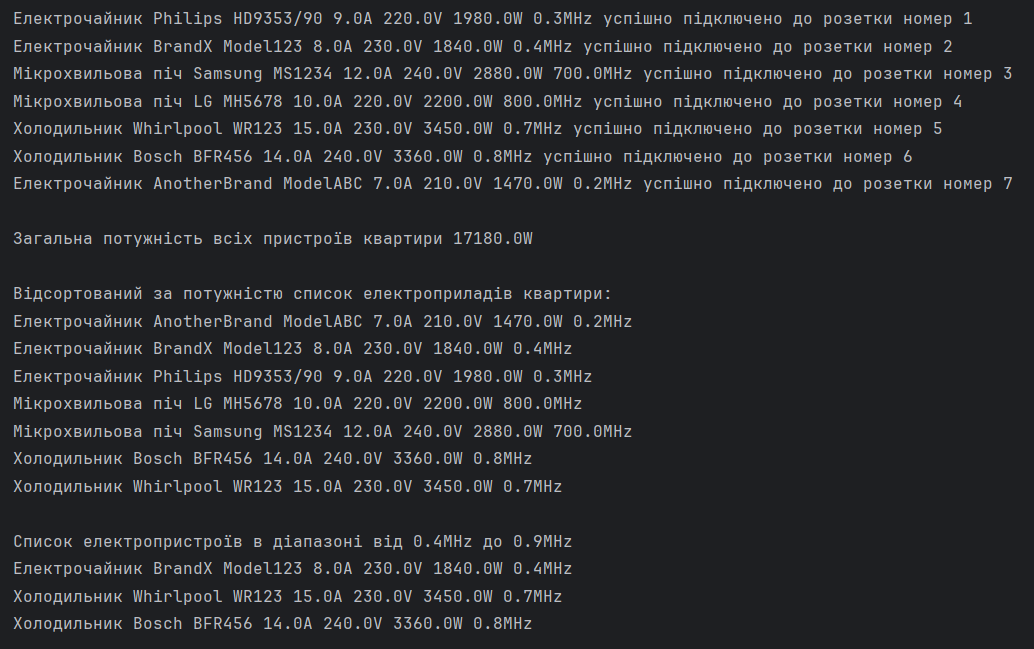 Електрочайник Philips HD9353/90 9.0A 220.0V 1980.0W 0.3MHz успішно підключено до розетки номер 1
Електрочайник BrandX Model123 8.0A 230.0V 1840.0W 0.4MHz успішно підключено до розетки номер 2
Мікрохвильова піч Samsung MS1234 12.0A 240.0V 2880.0W 700.0MHz успішно підключено до розетки номер 3
Мікрохвильова піч LG MH5678 10.0A 220.0V 2200.0W 800.0MHz успішно підключено до розетки номер 4
Холодильник Whirlpool WR123 15.0A 230.0V 3450.0W 0.7MHz успішно підключено до розетки номер 5
Холодильник Bosch BFR456 14.0A 240.0V 3360.0W 0.8MHz успішно підключено до розетки номер 6
Електрочайник AnotherBrand ModelABC 7.0A 210.0V 1470.0W 0.2MHz успішно підключено до розетки номер 7
Загальна потужність всіх пристроїв квартири 17180.0W
Відсортований за потужністю список електроприладів квартири:
Електрочайник AnotherBrand ModelABC 7.0A 210.0V 1470.0W 0.2MHz
Електрочайник BrandX Model123 8.0A 230.0V 1840.0W 0.4MHz
Електрочайник Philips HD9353/90 9.0A 220.0V 1980.0W 0.3MHz
Мікрохвильова піч LG MH5678 10.0A 220.0V 2200.0W 800.0MHz
Мікрохвильова піч Samsung MS1234 12.0A 240.0V 2880.0W 700.0MHz
Холодильник Bosch BFR456 14.0A 240.0V 3360.0W 0.8MHz
Холодильник Whirlpool WR123 15.0A 230.0V 3450.0W 0.7MHz
Список електропристроїв в діапазоні від 0.4MHz до 0.9MHz
Електрочайник BrandX Model123 8.0A 230.0V 1840.0W 0.4MHz
Холодильник Whirlpool WR123 15.0A 230.0V 3450.0W 0.7MHz
Холодильник Bosch BFR456 14.0A 240.0V 3360.0W 0.8MHz